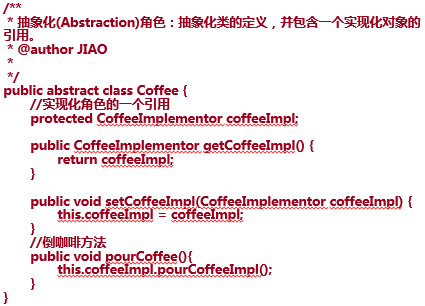 /**
* 抽象化(Abstraction)角色：抽象化类的定义，并包含一个实现化对象的
引用。
* @author JIAO
*
*/
public abstract class Coffee {
//实现化角色的一个引用
protected CoffeeImplementor coffeeImpl;
public CoffeeImplementor getCoffeeImpl() {
return coffeeImpl;
}
public void setCoffeeImpl(CoffeeImplementor coffeeImpl) {
this.coffeeImpl = coffeeImpl;
}
//倒咖啡方法
public void pourCoffee(){
this.coffeeImpl.pourCoffeeImpl();
}
}